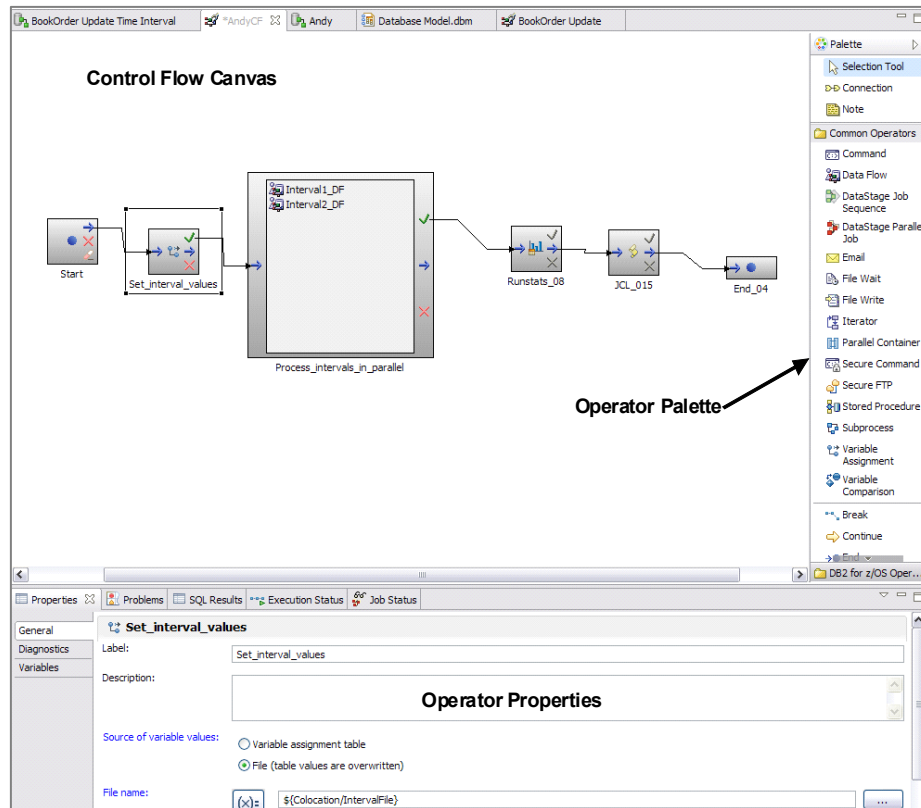 BookOrder Update Time Interval
*AndyCF
Andy
Database Model.dbm
BookOrder Update
Control Flow Canvas
Start
Set_interval_values
Interval1_DF
Interval2_DF
Process_intervals_in_parallel
Runstats_08
JCL_015
End_04
Operator Palette
Palette
Selection Tool
Connection
Note
Common Operators
Command
Data Flow
DataStage Job
Sequence
DataStage Paralle
Job
Email
File Wait
File Write
Iterator
Parallel Container
Secure Command
Secure FTP
Stored Procedure
Subprocess
Variable
Assignment
Variable
Comparison
Break
Continue
End
DB2 for z/OS Oper...
Properties
Problems
SQL Results
Execution Status
Job Status
General
Diagnostics
Variables
Set_interval_values
Label:
Set_interval_values
Description:
Operator Properties
Source of variable values:
Variable assignment table
File (table values are overwritten)
File name:
(x)=
${Colocation/IntervalFile}
...